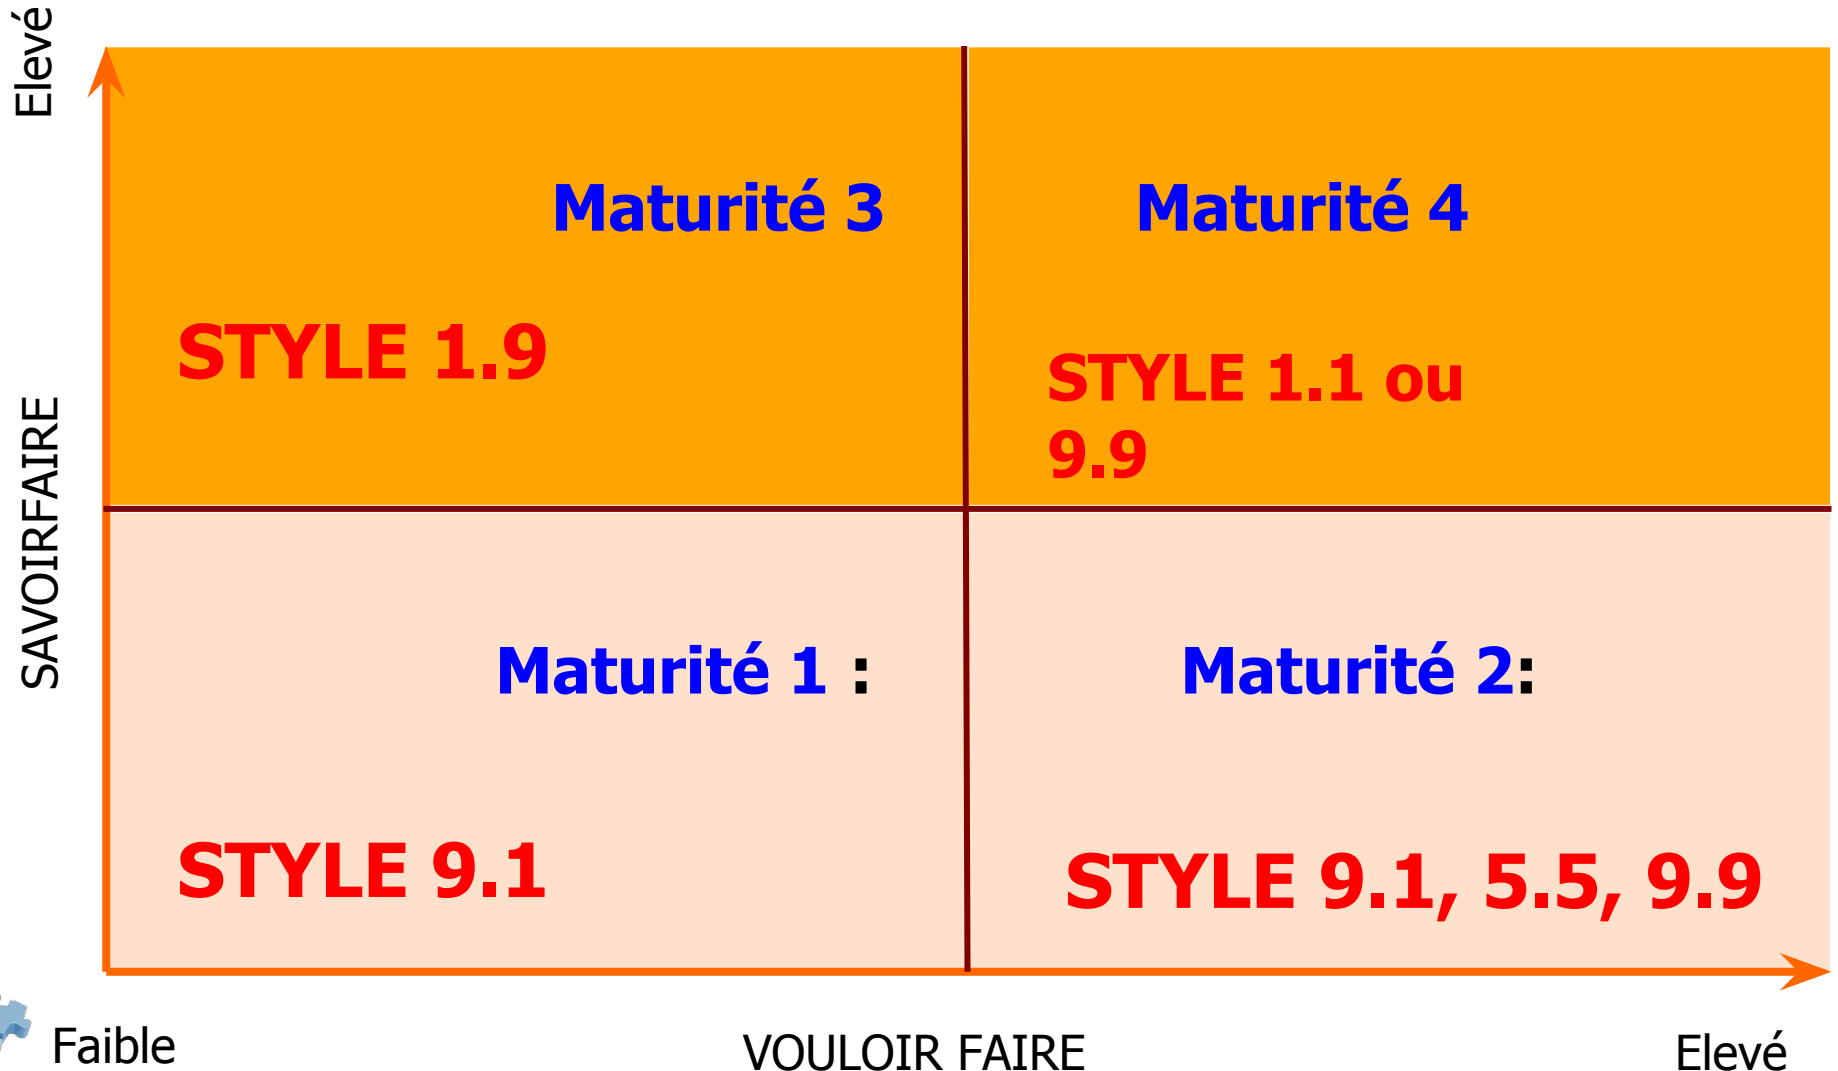 Elevé
Maturité 3
Maturité 4
STYLE 1.9
STYLE 1.1 ou
9.9
SAVOIRFAIRE
Maturité 1 :
Maturité 2:
STYLE 9.1
STYLE 9.1, 5.5, 9.9
Faible
VOULOIR FAIRE
Elevé